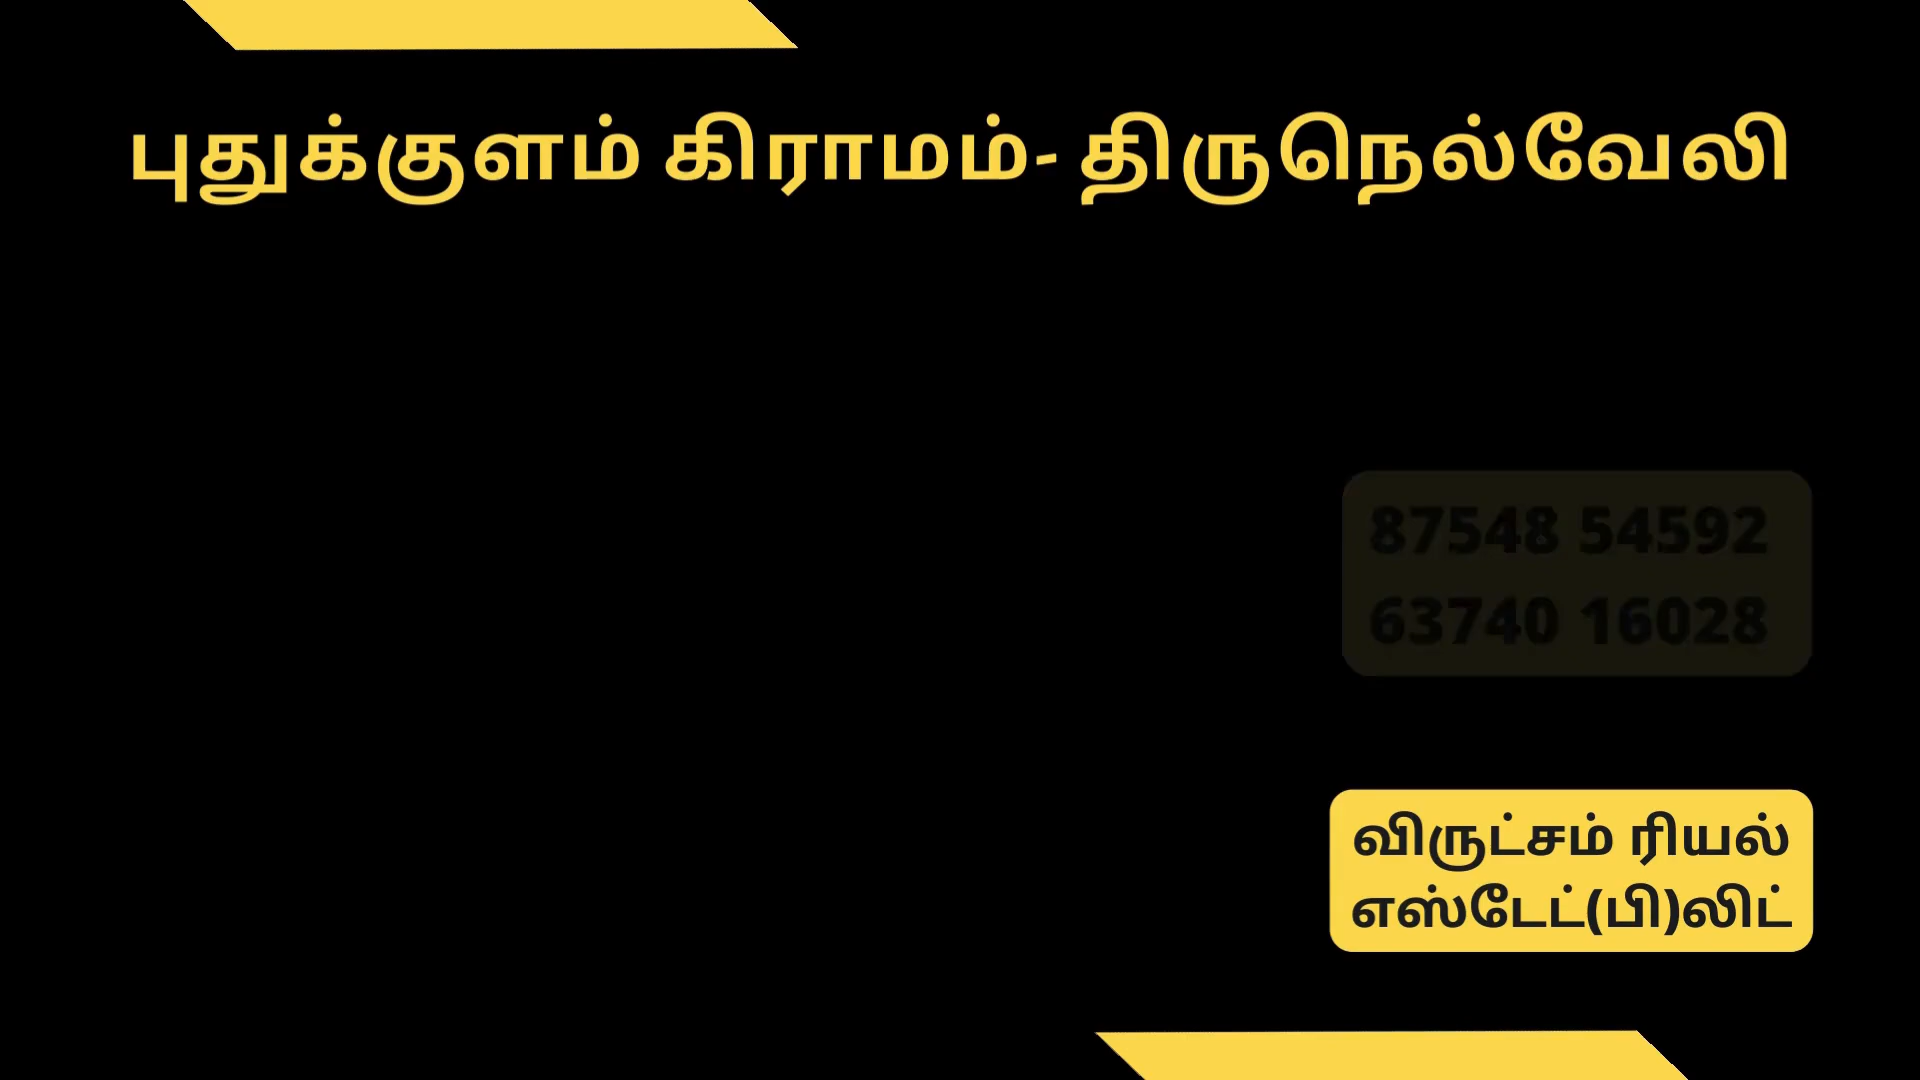 புதுக்குளம் கிராமம்- திருநெல்வேலி
87548 54592
63740 16028
விருட்சம் ரியல்
எஸ்டேட்(பி)லிட்